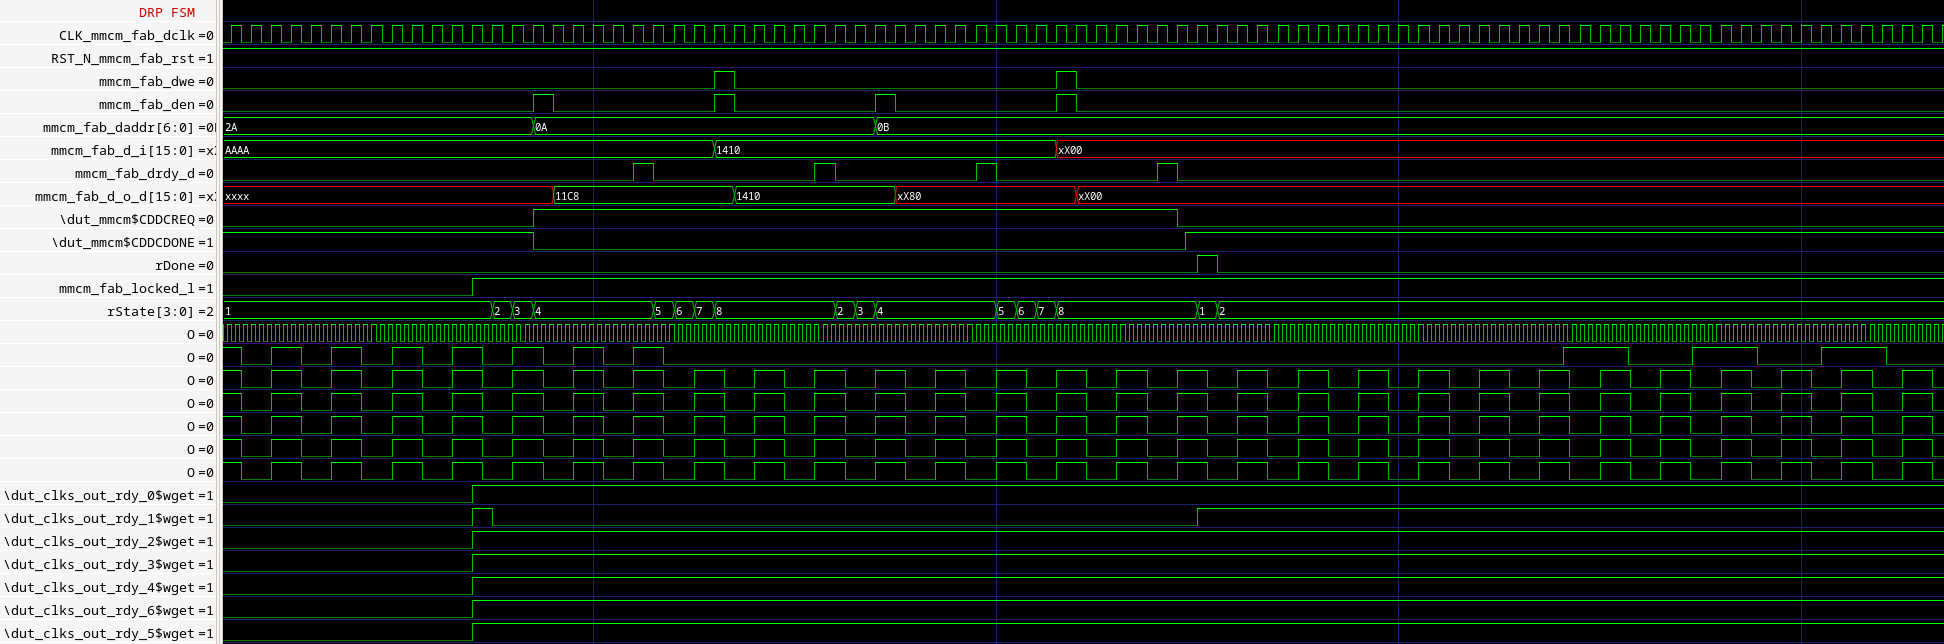 DRP FSM
CLK_mmcm_fab_dclk =0
RST_N_mmcm_fab_rst =1
mmcm_fab_dwe =0
mmcm_fab_den =0
mmcm_fab_daddr[6:0] =0 2A 0A 0B
mmcm_fab_d_i[15:0] =x AAAA 1410 xX00
mmcm_fab_drdy_d =0
mmcm_fab_d_o_d[15:0] =x xxxx 11C8 1410 xX80 xX00
\dut_mmcm$CDDCREQ =0
\dut_mmcm$CDDCDONE =1
rDone =0
mmcm_fab_locked_l =1
rState[3:0] =2 1 2 3 4 5 6 7 8 2 3 4 5 6 7 8 1 2
O =0
O =0
O =0
O =0
O =0
O =0
O =0
\dut_clks_out_rdy_0$wget =1
\dut_clks_out_rdy_1$wget =1
\dut_clks_out_rdy_2$wget =1
\dut_clks_out_rdy_3$wget =1
\dut_clks_out_rdy_4$wget =1
\dut_clks_out_rdy_6$wget =1
\dut_clks_out_rdy_5$wget =1